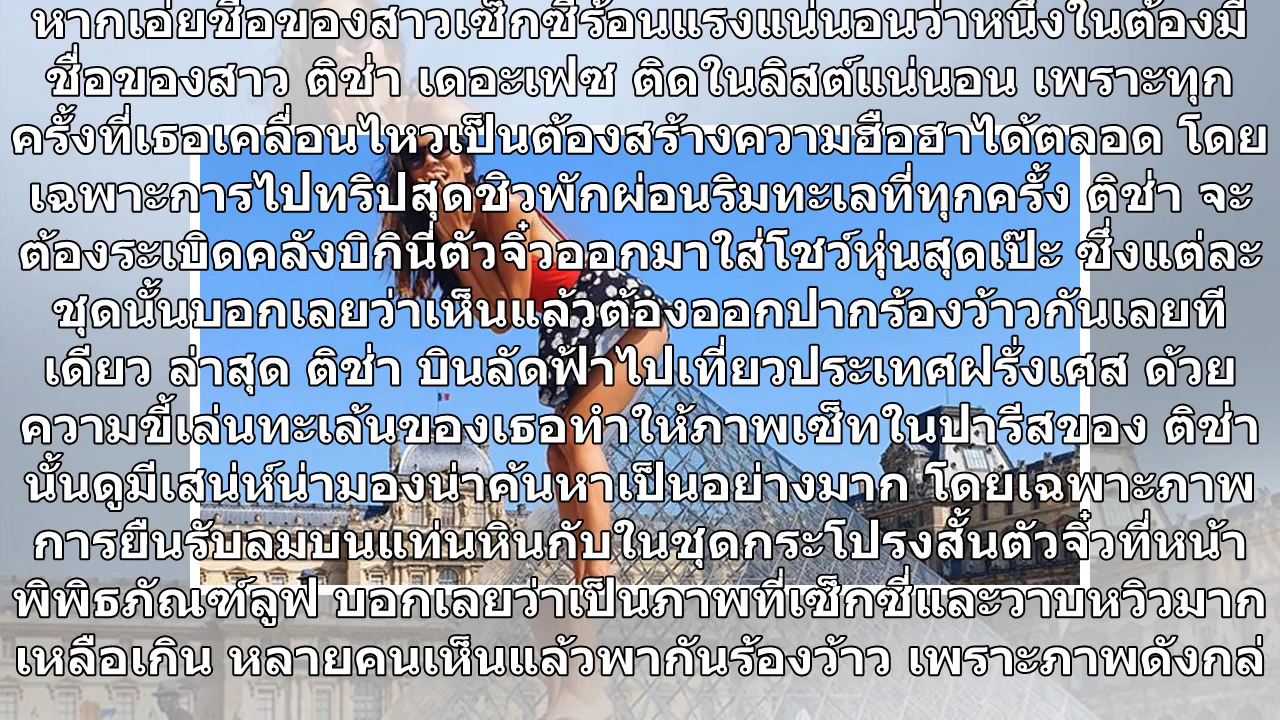 หากเอ่ยชื่อของสาวเซ็กซี่ร้อนแรงแน่นอนว่าหนึ่งในต้องมี
ชื่อของสาว ติช่า เดอะเฟซ ติดในลิสต์แน่นอน เพราะทุก
ครั้งที่เธอเคลื่อนไหวเป็นต้องสร้างความฮือฮาได้ตลอด โดย
เฉพาะการไปทริปสุดชิวพักผ่อนริมทะเลที่ทุกครั้ง ติช่า จะ
ต้องระเบิดคลังบิกินี่ตัวจิ๋วออกมาใส่โชว์หุ่นสุดเป๊ะ ซึ่งแต่ละ
ชุดนั้นบอกเลยว่าเห็นแล้วต้องออกปากร้องว้าวกันเลยที
เดียว ล่าสุด ติช่า บินลัดฟ้าไปเที่ยวประเทศฝรั่งเศส ด้วย
ความขี้เล่นทะเล้นของเธอทำให้ภาพเซ็ทในปารีสของ ติช่า
นั้นดูมีเสน่ห์น่ามองน่าค้นหาเป็นอย่างมาก โดยเฉพาะภาพ
การยืนรับลมบนแท่นหินกับในชุดกระโปรงสั้นตัวจิ๋วที่หน้า
พิพิธภัณฑ์ลูฟ บอกเลยว่าเป็นภาพที่เซ็กซี่และวาบหวิวมาก
เหลือเกิน หลายคนเห็นแล้วพากันร้องว้าว เพราะภาพดังกล่